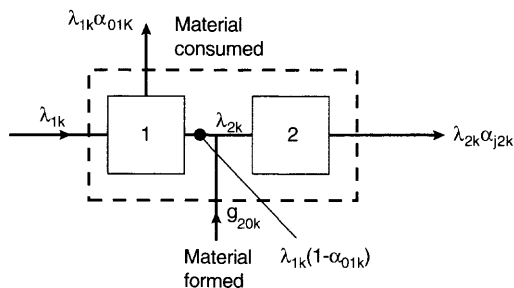 λ₁ₖα₀₁K
Material
consumed
λ₁ₖ
1
λ₂ₖ
2
λ₂ₖαⱼ₂ₖ
g₂₀ₖ
Material
formed
λ₁ₖ(1-α₀₁ₖ)